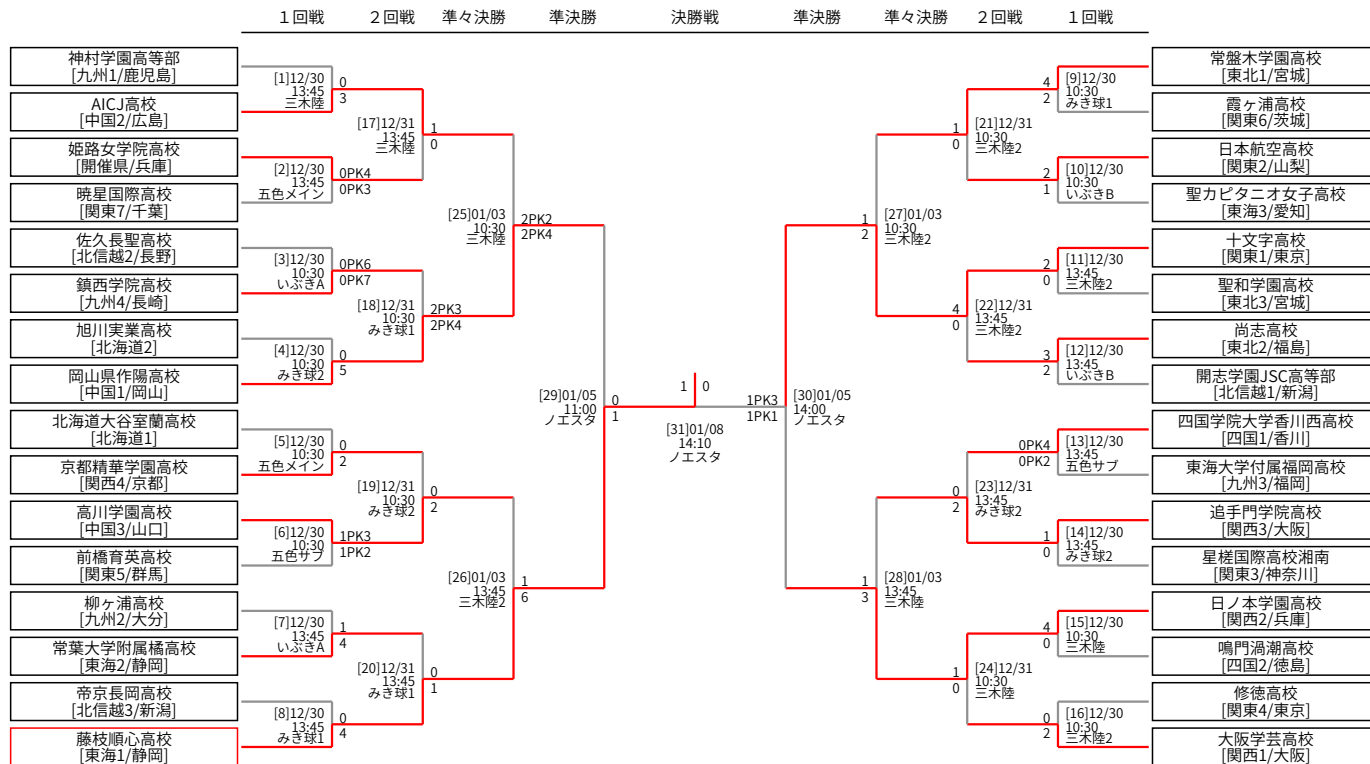 １回戦 ２回戦 準々決勝 準決勝 決勝戦 準決勝 準々決勝 ２回戦 １回戦
神村学園高等部
[九州1/鹿児島]
AICJ高校
[中国2/広島]
姫路女学院高校
[開催県/兵庫]
暁星国際高校
[関東7/千葉]
佐久長聖高校
[北信越2/長野]
鎮西学院高校
[九州4/長崎]
旭川実業高校
[北海道2]
岡山県作陽高校
[中国1/岡山]
北海道大谷室蘭高校
[北海道1]
京都精華学園高校
[関西4/京都]
高川学園高校
[中国3/山口]
前橋育英高校
[関東5/群馬]
柳ヶ浦高校
[九州2/大分]
常葉大学附属橘高校
[東海2/静岡]
帝京長岡高校
[北信越3/新潟]
藤枝順心高校
[東海1/静岡]
[1]12/30
13:45
三木陸
0
3
[2]12/30
13:45
五色メイン
0PK4
0PK3
[3]12/30
10:30
いぶきA
0PK6
0PK7
[4]12/30
10:30
みき球2
0
5
[5]12/30
10:30
五色メイン
0
2
[6]12/30
10:30
五色サブ
1PK3
1PK2
[7]12/30
13:45
いぶきA
1
4
[8]12/30
13:45
みき球1
0
4
[17]12/31
13:45
三木陸
1
0
[18]12/31
10:30
みき球1
2PK3
2PK4
[19]12/31
10:30
みき球2
0
2
[20]12/31
13:45
みき球1
0
1
[25]01/03
10:30
三木陸
2PK2
2PK4
[26]01/03
13:45
三木陸2
1
6
[29]01/05
11:00
ノエスタ
0
1
1 0
[31]01/08
14:10
ノエスタ
1PK3
1PK1
[30]01/05
14:00
ノエスタ
1
2
[27]01/03
10:30
三木陸2
1
3
[28]01/03
13:45
三木陸
1
0
[21]12/31
10:30
三木陸2
4
0
[22]12/31
13:45
三木陸2
0
2
[23]12/31
13:45
みき球2
1
0
[24]12/31
10:30
三木陸
4
2
[9]12/30
10:30
みき球1
2
1
[10]12/30
10:30
いぶきB
2
0
[11]12/30
13:45
三木陸2
3
2
[12]12/30
13:45
いぶきB
0PK4
0PK2
[13]12/30
13:45
五色サブ
1
0
[14]12/30
13:45
みき球2
4
0
[15]12/30
10:30
三木陸
0
2
[16]12/30
10:30
三木陸2
常盤木学園高校
[東北1/宮城]
霞ヶ浦高校
[関東6/茨城]
日本航空高校
[関東2/山梨]
聖カピタニオ女子高校
[東海3/愛知]
十文字高校
[関東1/東京]
聖和学園高校
[東北3/宮城]
尚志高校
[東北2/福島]
開志学園JSC高等部
[北信越1/新潟]
四国学院大学香川西高校
[四国1/香川]
東海大学付属福岡高校
[九州3/福岡]
追手門学院高校
[関西3/大阪]
星槎国際高校湘南
[関東3/神奈川]
日ノ本学園高校
[関西2/兵庫]
鳴門渦潮高校
[四国2/徳島]
修徳高校
[関東4/東京]
大阪学芸高校
[関西1/大阪]